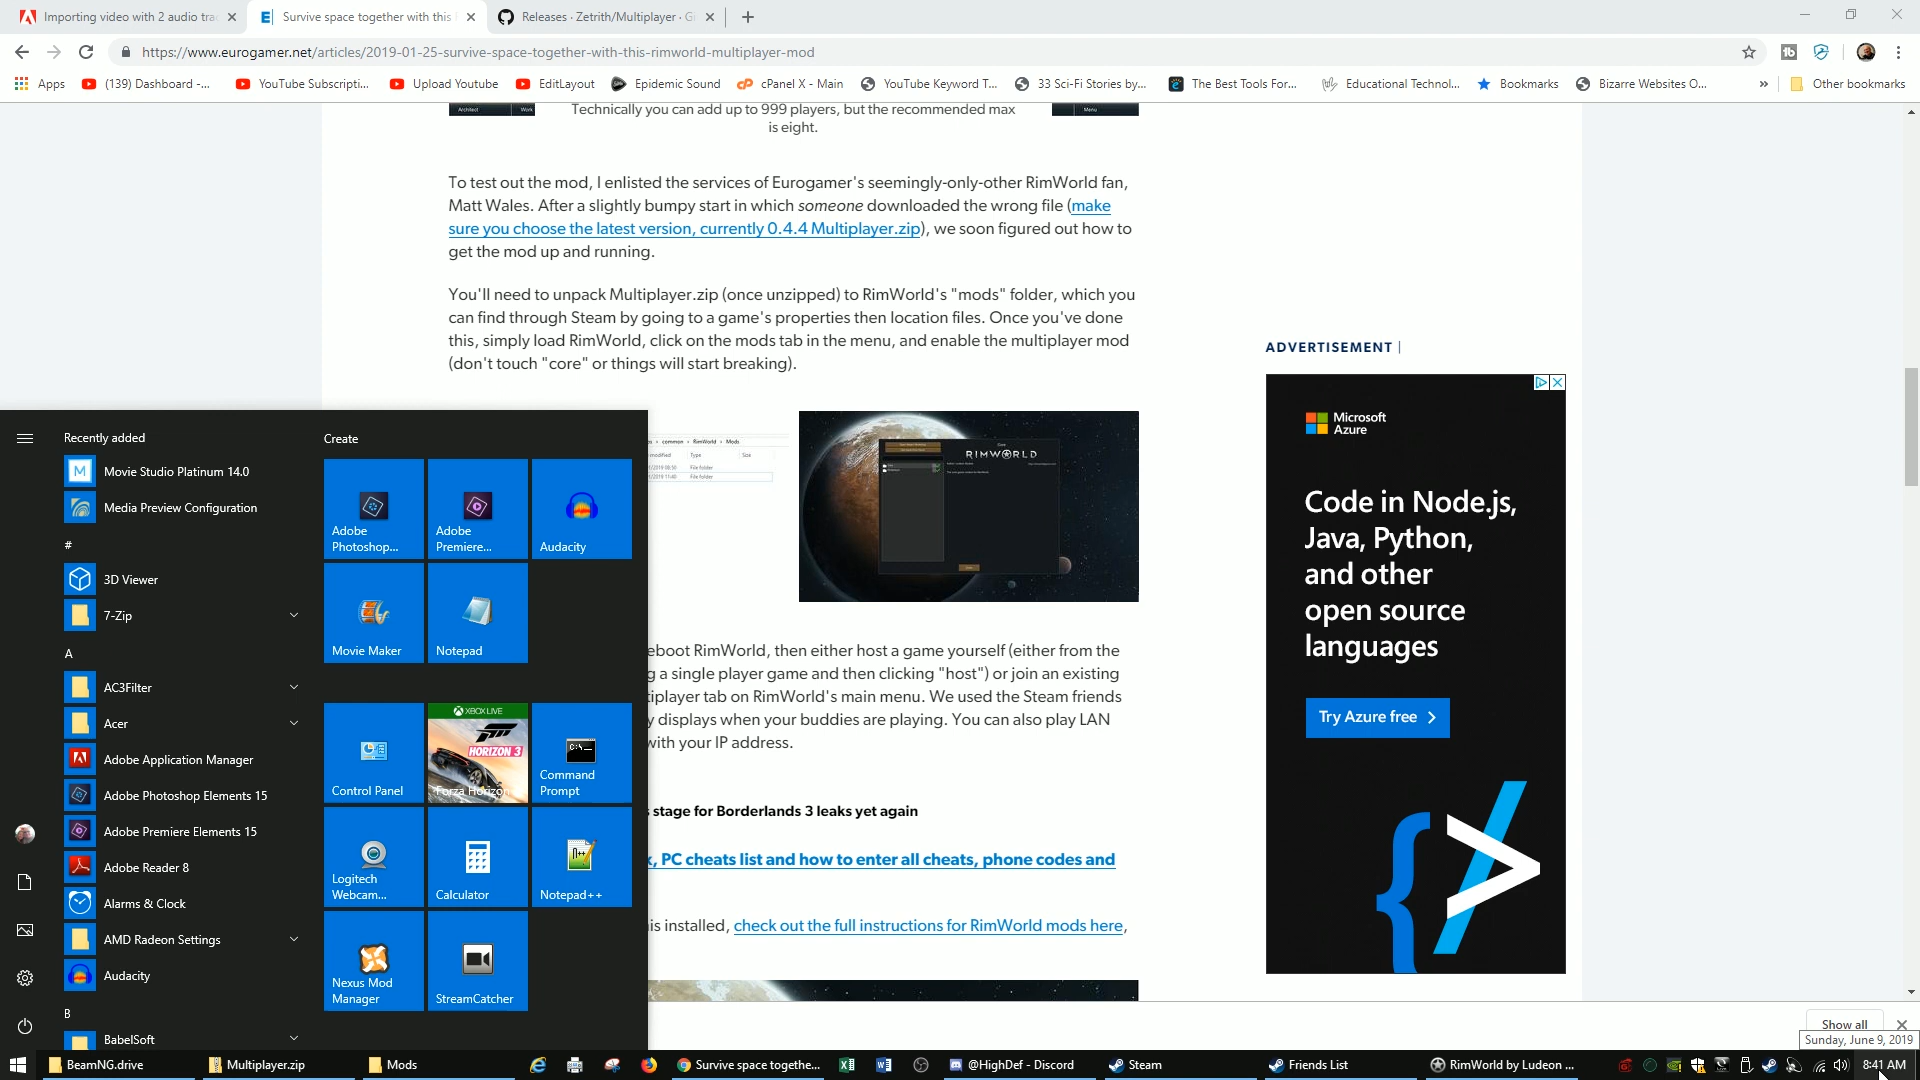 Importing video with 2 audio tra
Survive space together with this
Releases · Zetrith/Multiplayer · Gi
https://www.eurogamer.net/articles/2019-01-25-survive-space-together-with-this-rimworld-multiplayer-mod
Apps
(139) Dashboard -...
YouTube Subscripti...
Upload Youtube
EditLayout
Epidemic Sound
cPanel X - Main
YouTube Keyword T...
33 Sci-Fi Stories by...
The Best Tools For...
Educational Technol...
Bookmarks
Bizarre Websites O...
»
Other bookmarks
Architect
Work
Menu
Technically you can add up to 999 players, but the recommended max
is eight.
To test out the mod, I enlisted the services of Eurogamer's seemingly-only-other RimWorld fan,
Matt Wales. After a slightly bumpy start in which someone downloaded the wrong file (make
sure you choose the latest version, currently 0.4.4 Multiplayer.zip), we soon figured out how to
get the mod up and running.
You'll need to unpack Multiplayer.zip (once unzipped) to RimWorld's "mods" folder, which you
can find through Steam by going to a game's properties then location files. Once you've done
this, simply load RimWorld, click on the mods tab in the menu, and enable the multiplayer mod
(don't touch "core" or things will start breaking).
common › RimWorld › Mods
modified
Type
Size
File folder
File folder
RIMWORLD
eboot RimWorld, then either host a game yourself (either from the
g a single player game and then clicking "host") or join an existing
tiplayer tab on RimWorld's main menu. We used the Steam friends
y displays when your buddies are playing. You can also play LAN
with your IP address.
s stage for Borderlands 3 leaks yet again
x, PC cheats list and how to enter all cheats, phone codes and
is installed, check out the full instructions for RimWorld mods here,
ADVERTISEMENT |
Microsoft
Azure
Code in Node.js,
Java, Python,
and other
open source
languages
Try Azure free
Recently added
Movie Studio Platinum 14.0
Media Preview Configuration
#
3D Viewer
7-Zip
A
AC3Filter
Acer
Adobe Application Manager
Adobe Photoshop Elements 15
Adobe Premiere Elements 15
Adobe Reader 8
Alarms & Clock
AMD Radeon Settings
Audacity
B
BabelSoft
Create
Adobe
Photoshop...
Adobe
Premiere...
Audacity
Movie Maker
Notepad
Control Panel
XBOX LIVE
HORIZON 3
Forza Horizon
Command
Prompt
Logitech
Webcam...
Calculator
Notepad++
Nexus Mod
Manager
StreamCatcher
Show all
Sunday, June 9, 2019
BeamNG.drive
Multiplayer.zip
Mods
Survive space togethe...
@HighDef - Discord
Steam
Friends List
RimWorld by Ludeon ...
8:41 AM